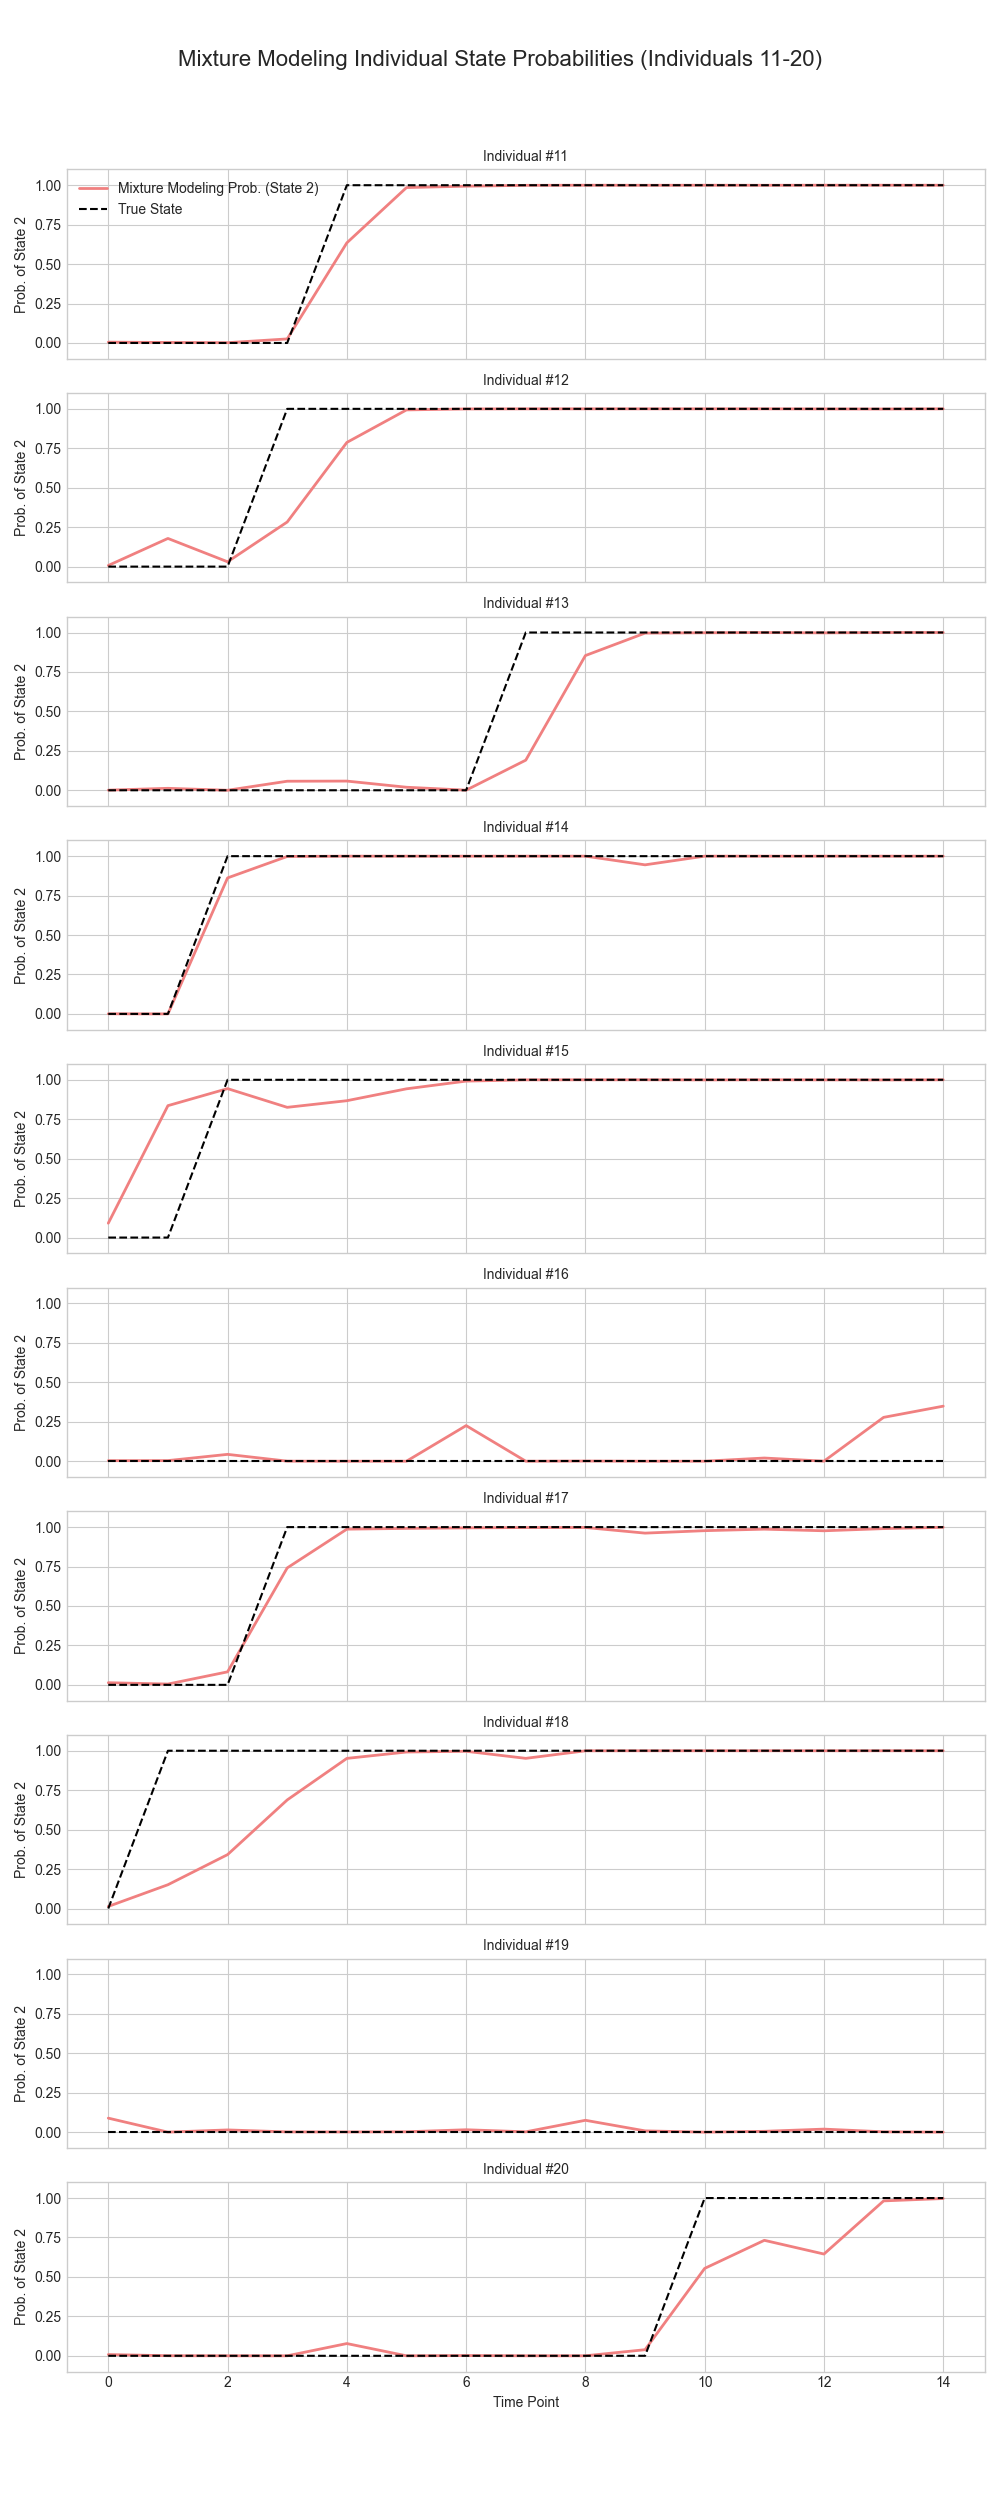 Mixture Modeling Individual State Probabilities (Individuals 11-20)
Individual #11
Mixture Modeling Prob. (State 2)
True State
1.00
0.75
0.50
0.25
0.00
Prob. of State 2
Individual #12
1.00
0.75
0.50
0.25
0.00
Prob. of State 2
Individual #13
1.00
0.75
0.50
0.25
0.00
Prob. of State 2
Individual #14
1.00
0.75
0.50
0.25
0.00
Prob. of State 2
Individual #15
1.00
0.75
0.50
0.25
0.00
Prob. of State 2
Individual #16
1.00
0.75
0.50
0.25
0.00
Prob. of State 2
Individual #17
1.00
0.75
0.50
0.25
0.00
Prob. of State 2
Individual #18
1.00
0.75
0.50
0.25
0.00
Prob. of State 2
Individual #19
1.00
0.75
0.50
0.25
0.00
Prob. of State 2
Individual #20
1.00
0.75
0.50
0.25
0.00
Prob. of State 2
0 2 4 6 8 10 12 14
Time Point